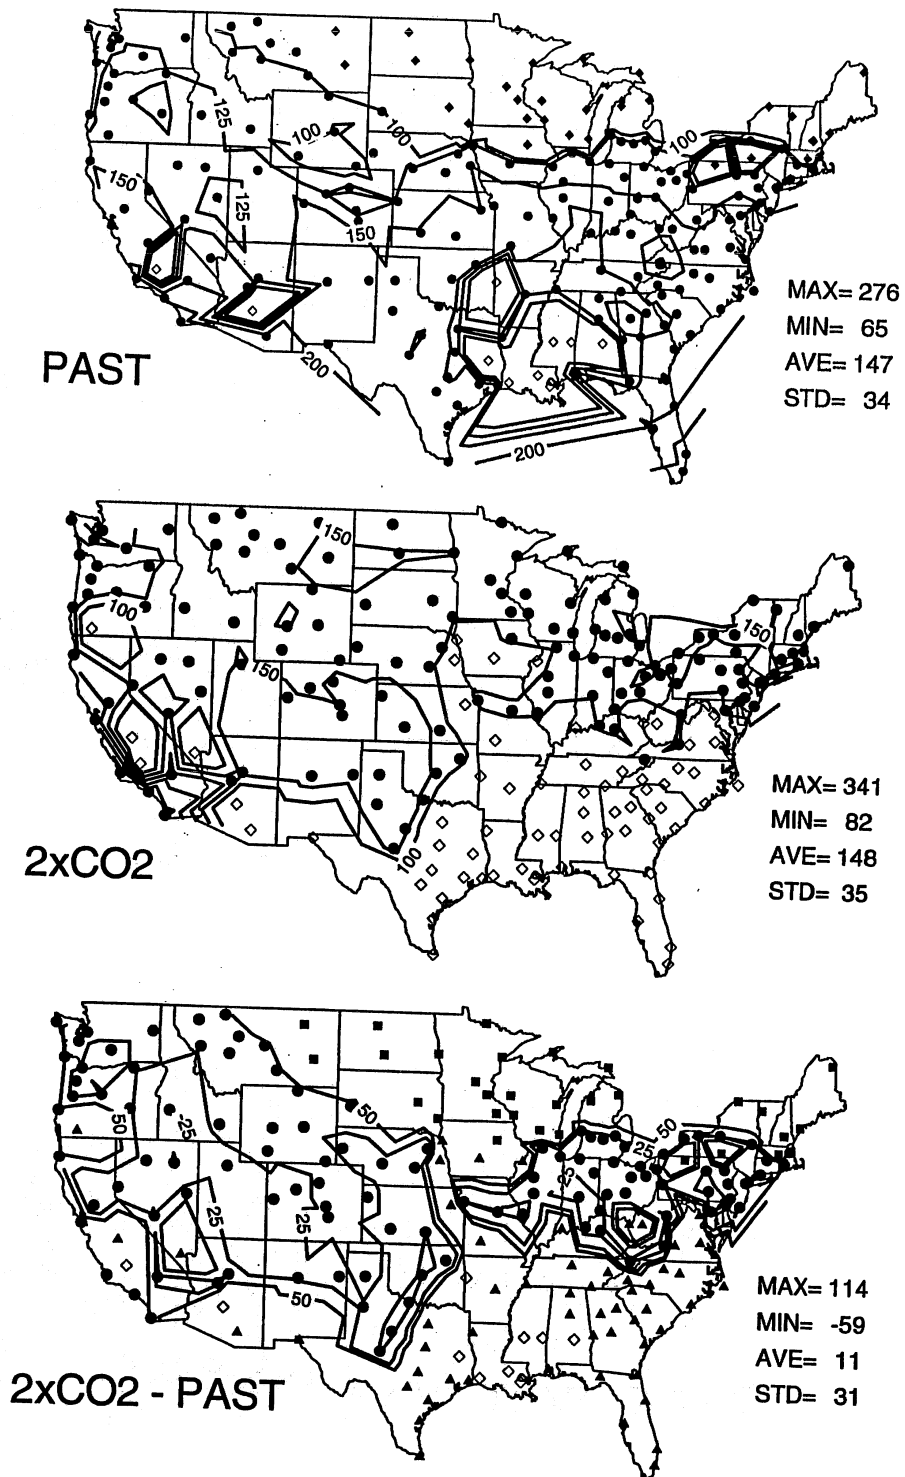 125
100
100
100
150
125
150
PAST
200
200
MAX= 276
MIN= 65
AVE= 147
STD= 34
150
100
150
150
100
2xCO2
MAX= 341
MIN= 82
AVE= 148
STD= 35
50
50
-25
25
50
25
-25
25
50
2xCO2 - PAST
MAX= 114
MIN= -59
AVE= 11
STD= 31